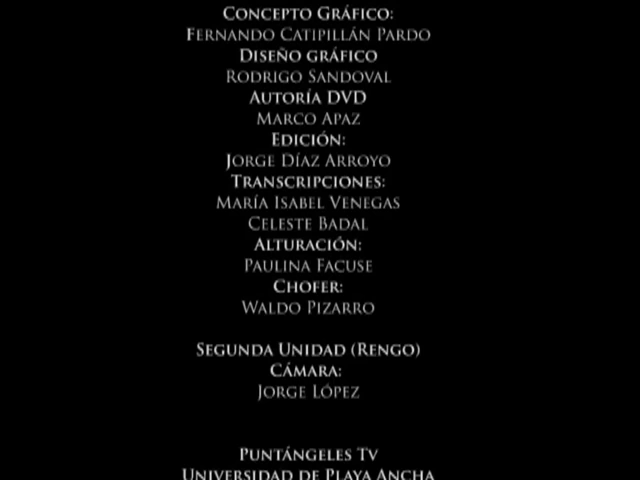 Concepto Gráfico:
Fernando Catipillán Pardo
Diseño gráfico
Rodrigo Sandoval
Autoría DVD
Marco Apaz
Edición:
Jorge Díaz Arroyo
Transcripciones:
María Isabel Venegas
Celeste Badal
Alturación:
Paulina Facuse
Chofer:
Waldo Pizarro
Segunda Unidad (Rengo)
Cámara:
Jorge López
Puntángeles Tv
Universidad de Playa Ancha